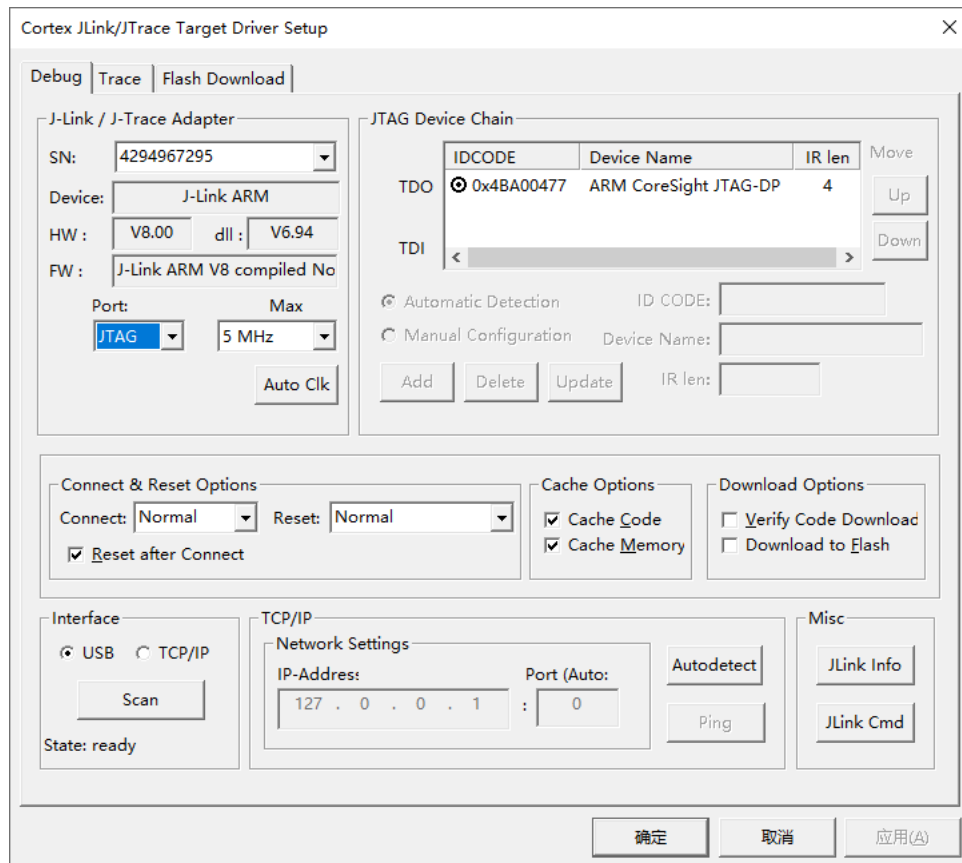 Cortex JLink/JTrace Target Driver Setup
Debug Trace Flash Download
J-Link / J-Trace Adapter
SN: 4294967295
Device: J-Link ARM
HW : V8.00 dll : V6.94
FW : J-Link ARM V8 compiled No
Port: Max
JTAG 5 MHz
Auto Clk
JTAG Device Chain
IDCODE Device Name IR len Move
TDO 0x4BA00477 ARM CoreSight JTAG-DP 4 Up
TDI Down
Automatic Detection ID CODE:
Manual Configuration Device Name:
Add Delete Update IR len:
Connect & Reset Options
Connect: Normal Reset: Normal
Reset after Connect
Cache Options
Cache Code
Cache Memory
Download Options
Verify Code Download
Download to Flash
Interface
USB TCP/IP
Scan
State: ready
TCP/IP
Network Settings
IP-Address Port (Auto:
127 . 0 . 0 . 1 : 0
Autodetect
Ping
Misc
JLink Info
JLink Cmd
确定 取消 应用(A)